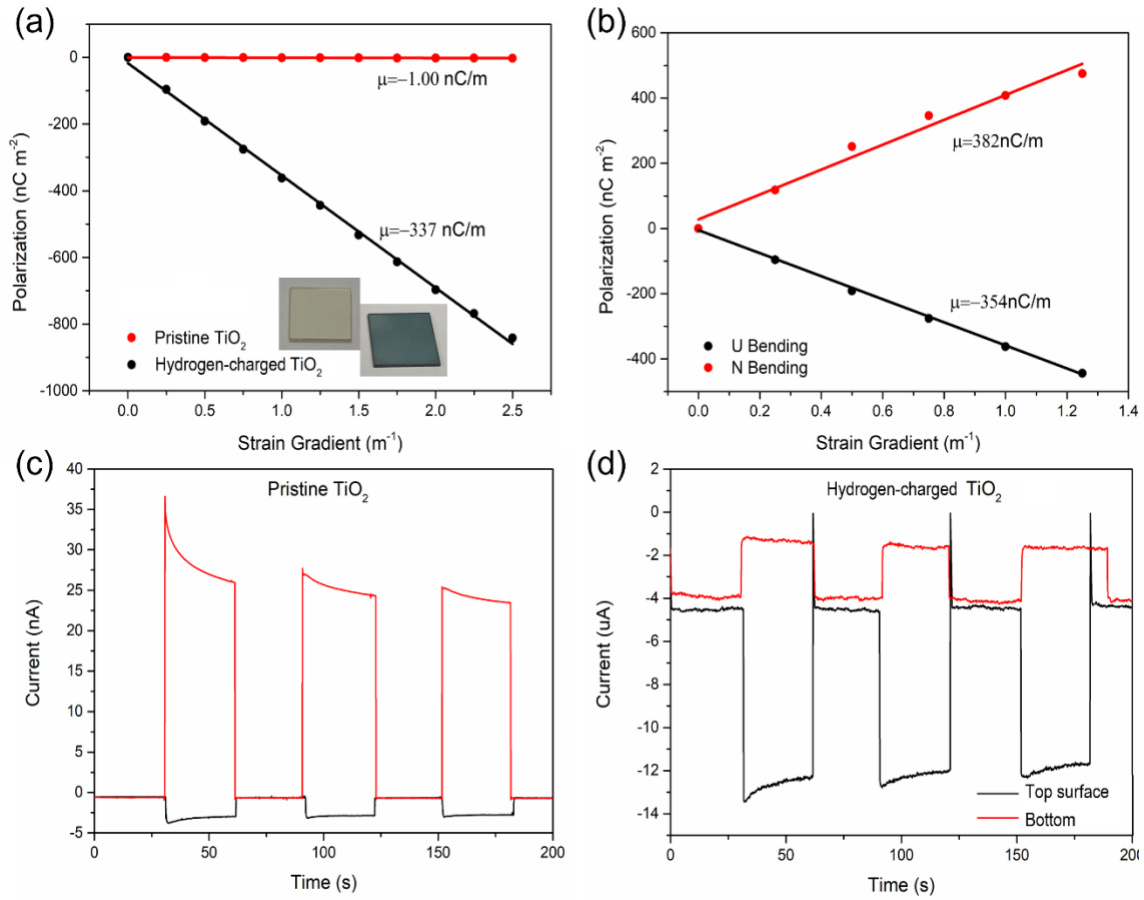 (a)
0
-200
-400
-600
-800
-1000
Polarization (nC m⁻²)
μ=−1.00 nC/m
μ=−337 nC/m
Pristine TiO₂
Hydrogen-charged TiO₂
0.0 0.5 1.0 1.5 2.0 2.5
Strain Gradient (m⁻¹)
(b)
600
400
200
0
-200
-400
Polarization (nC m⁻²)
μ=382nC/m
μ=−354nC/m
U Bending
N Bending
0.0 0.2 0.4 0.6 0.8 1.0 1.2 1.4
Strain Gradient (m⁻¹)
(c)
Pristine TiO₂
40
35
30
25
20
15
10
5
0
-5
Current (nA)
0 50 100 150 200
Time (s)
(d)
Hydrogen-charged TiO₂
2
0
-2
-4
-6
-8
-10
-12
-14
Current (uA)
Top surface
Bottom
0 50 100 150 200
Time (s)